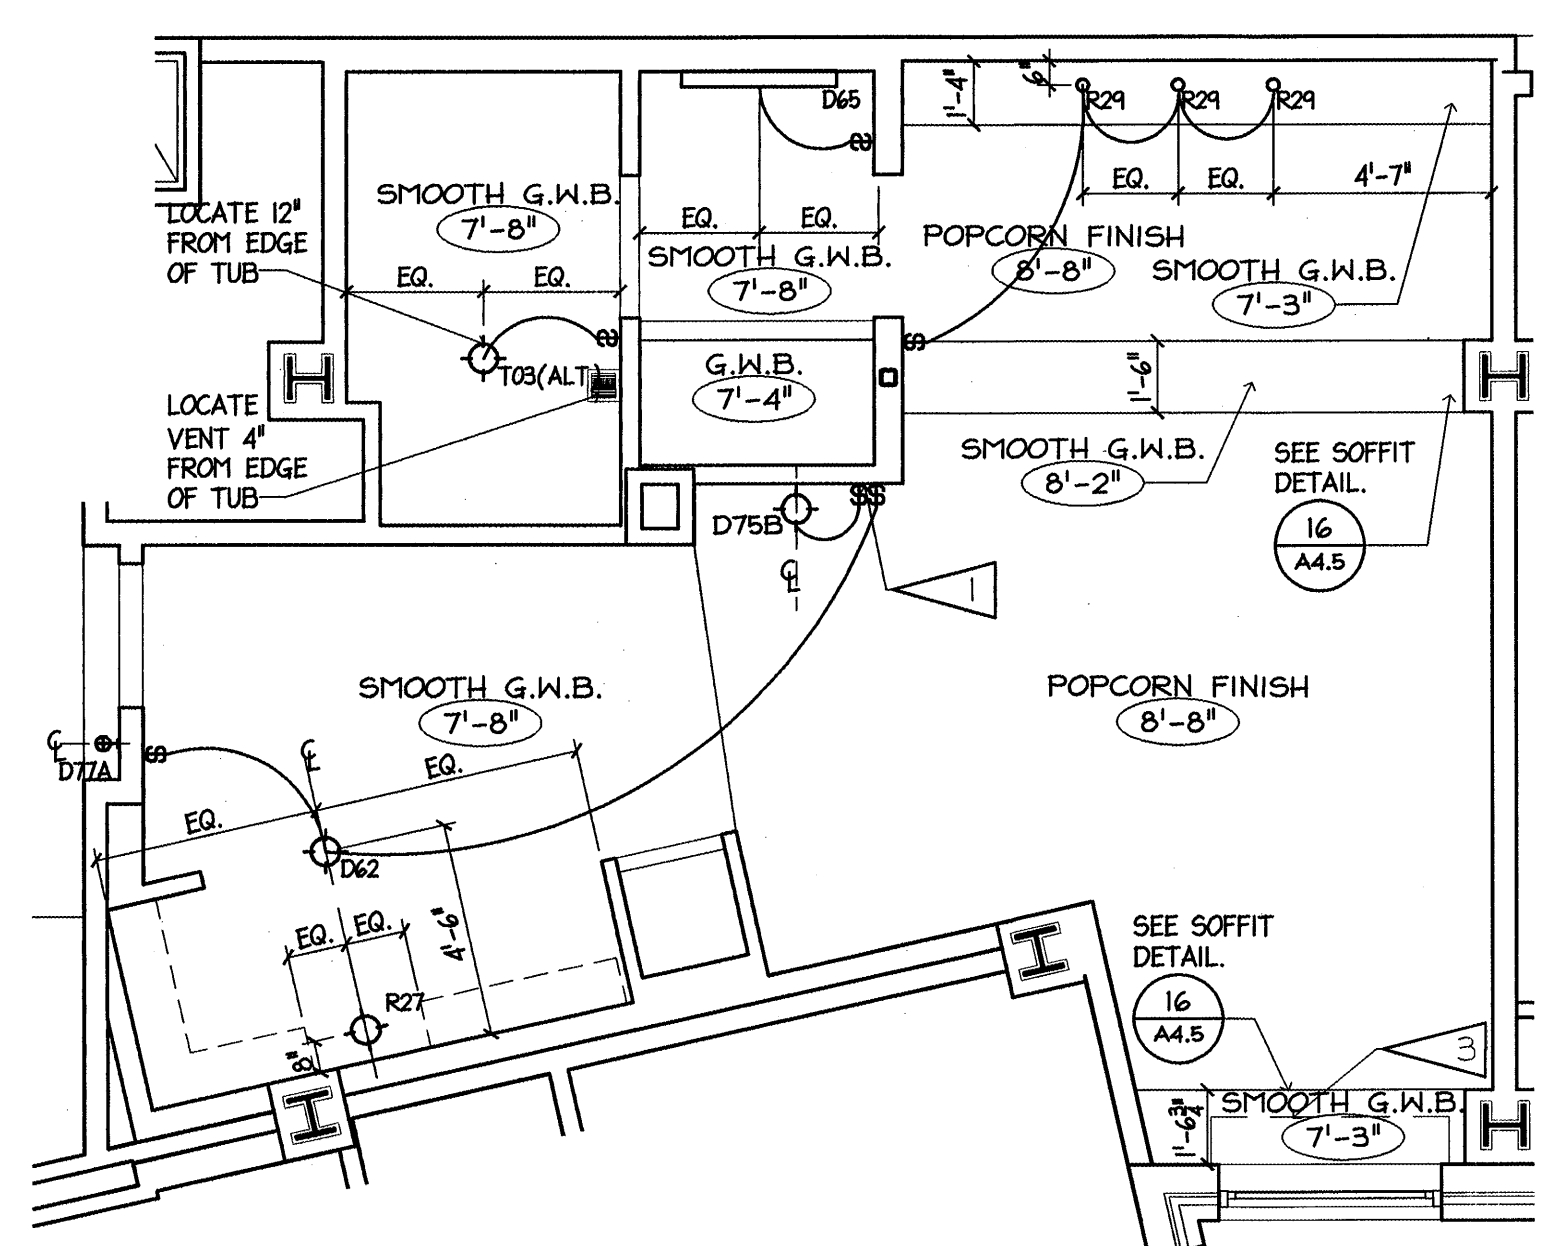 1'-4"
6"
R29
R29
R29
D65
EQ.
EQ.
4'-7"
SMOOTH G.W.B.
7'-8"
LOCATE 12"
FROM EDGE
OF TUB
EQ.
EQ.
EQ.
EQ.
SMOOTH G.W.B.
7'-8"
POPCORN FINISH
8'-8"
SMOOTH G.W.B.
7'-3"
S
S
S
T03(ALT.)
G.W.B.
7'-4"
1'-6"
LOCATE
VENT 4"
FROM EDGE
OF TUB
SMOOTH G.W.B.
8'-2"
SEE SOFFIT
DETAIL.
16
A4.5
D75B
$$
CL
1
SMOOTH G.W.B.
7'-8"
POPCORN FINISH
8'-8"
CL
D77A
S
CL
EQ.
EQ.
D62
EQ.
EQ.
4'-9"
R27
8"
SEE SOFFIT
DETAIL.
16
A4.5
3
1'-6 3/4"
SMOOTH G.W.B.
7'-3"